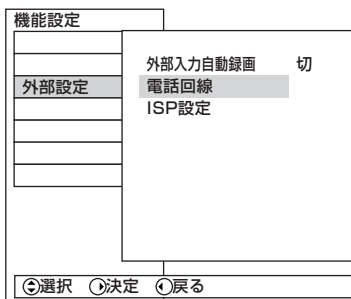 機能設定
外部入力自動録画 切
外部設定
電話回線
ISP設定
選択 決定 戻る